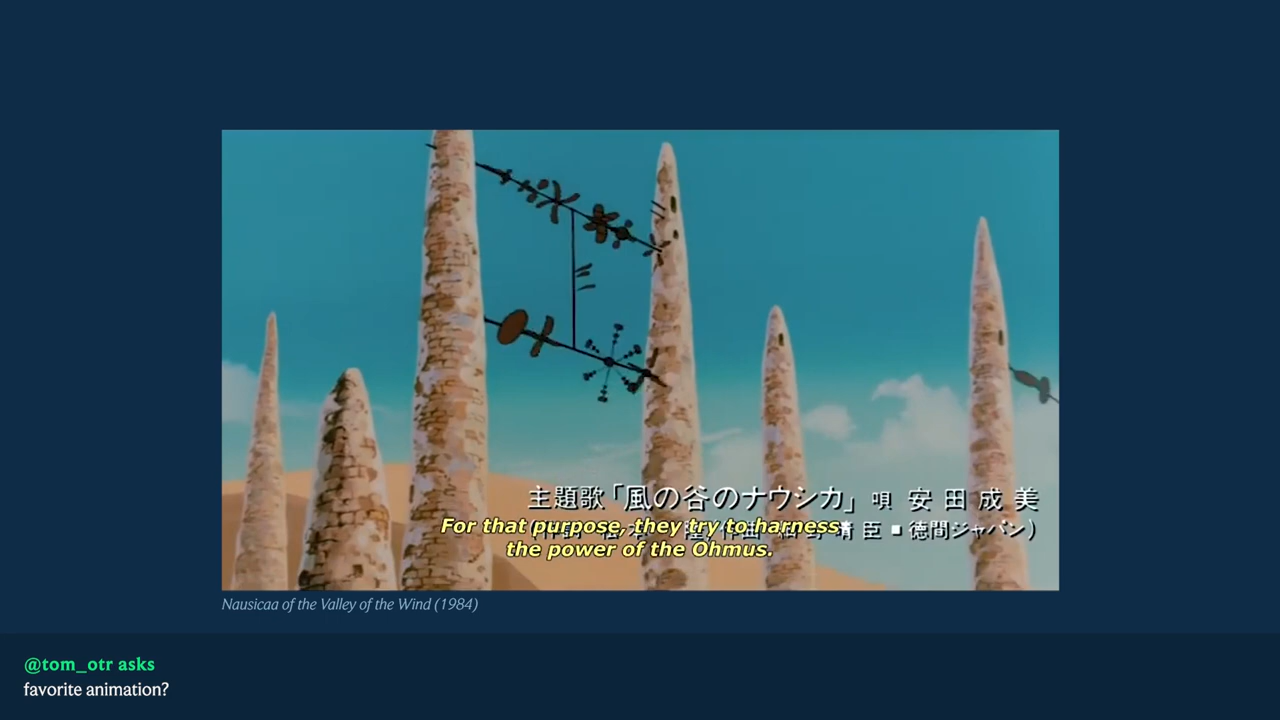 主題歌「風の谷のナウシカ」 唄 安田成美
■徳間ジャパン）
For that purpose, they try to harness
the power of the Ohmus.
Nausicaa of the Valley of the Wind (1984)
@tom_otr asks
favorite animation?